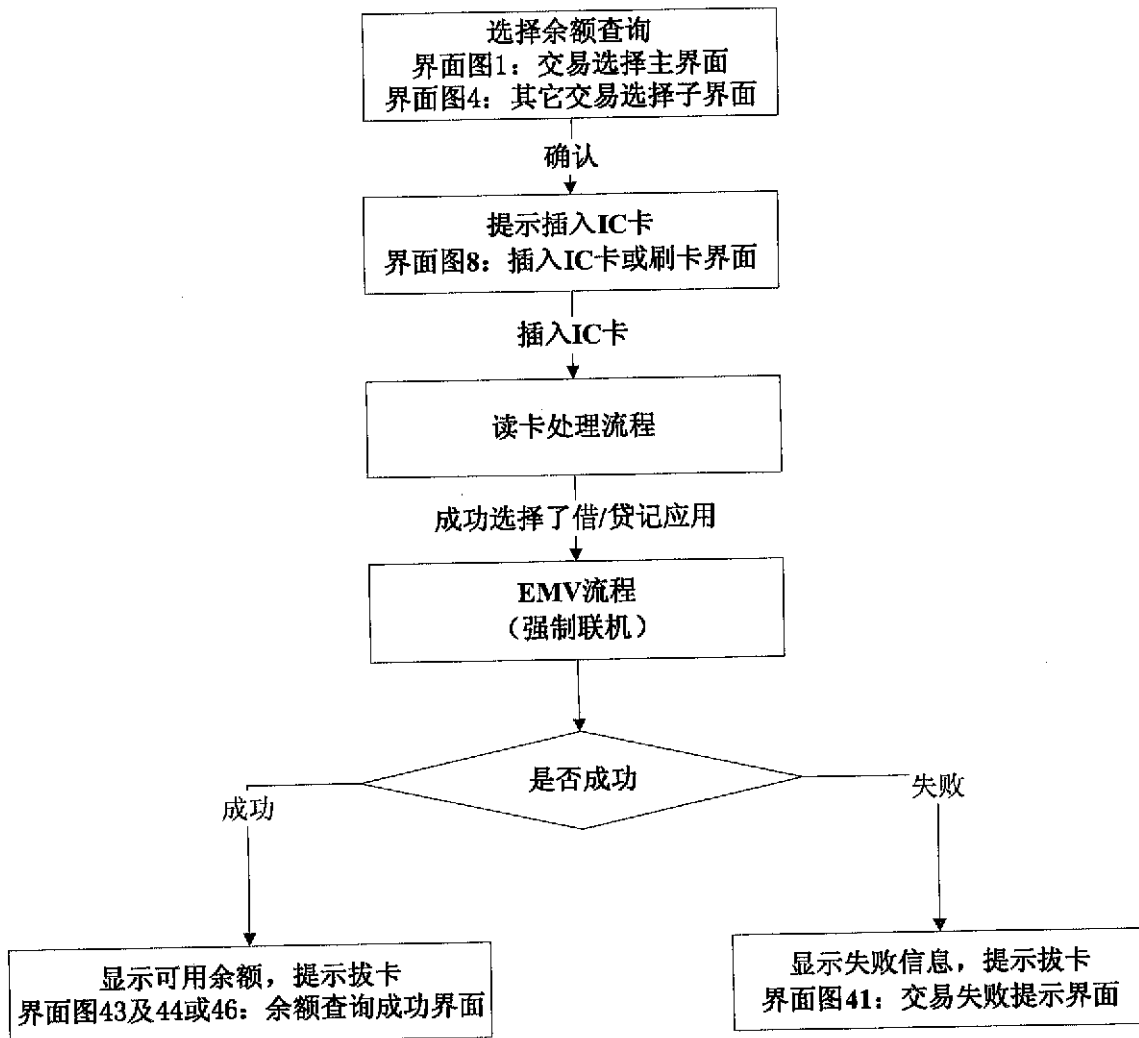 选择余额查询
界面图1：交易选择主界面
界面图4：其它交易选择子界面
确认
提示插入IC卡
界面图8：插入IC卡或刷卡界面
插入IC卡
读卡处理流程
成功选择了借/贷记应用
EMV流程
（强制联机）
是否成功
成功
失败
显示可用余额，提示拔卡
界面图43及44或46：余额查询成功界面
显示失败信息，提示拔卡
界面图41：交易失败提示界面